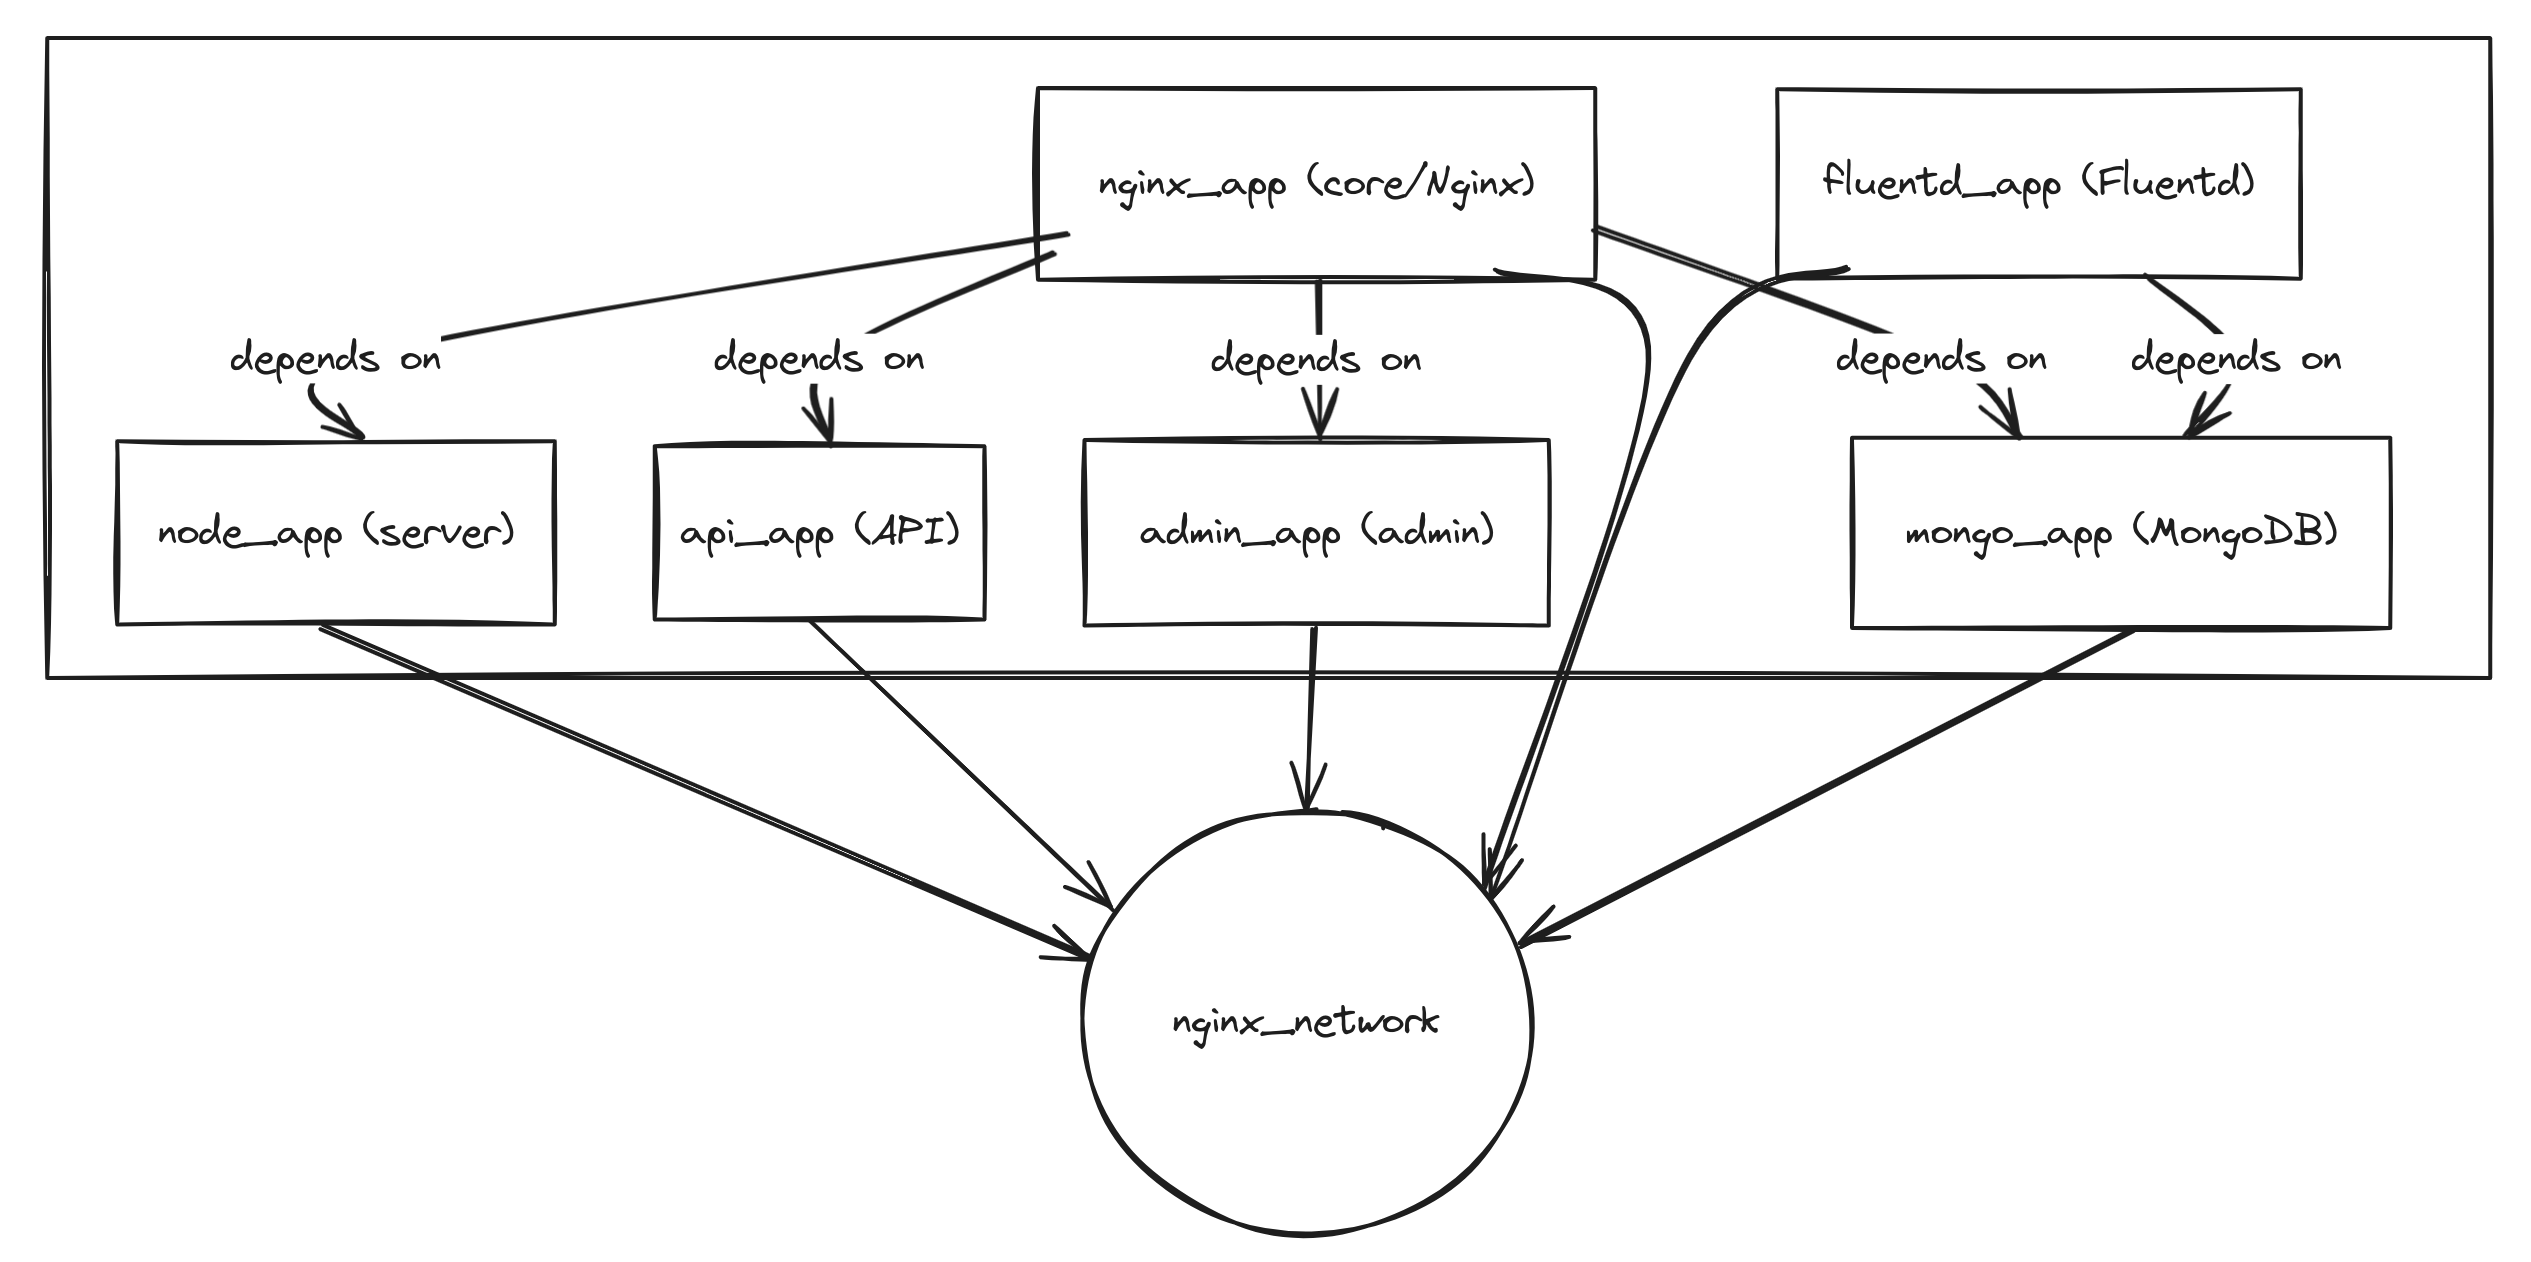 nginx_app (core/Nginx)
fluentd_app (Fluentd)
depends on
depends on
depends on
depends on
depends on
node_app (server)
api_app (API)
admin_app (admin)
mongo_app (MongoDB)
nginx_network